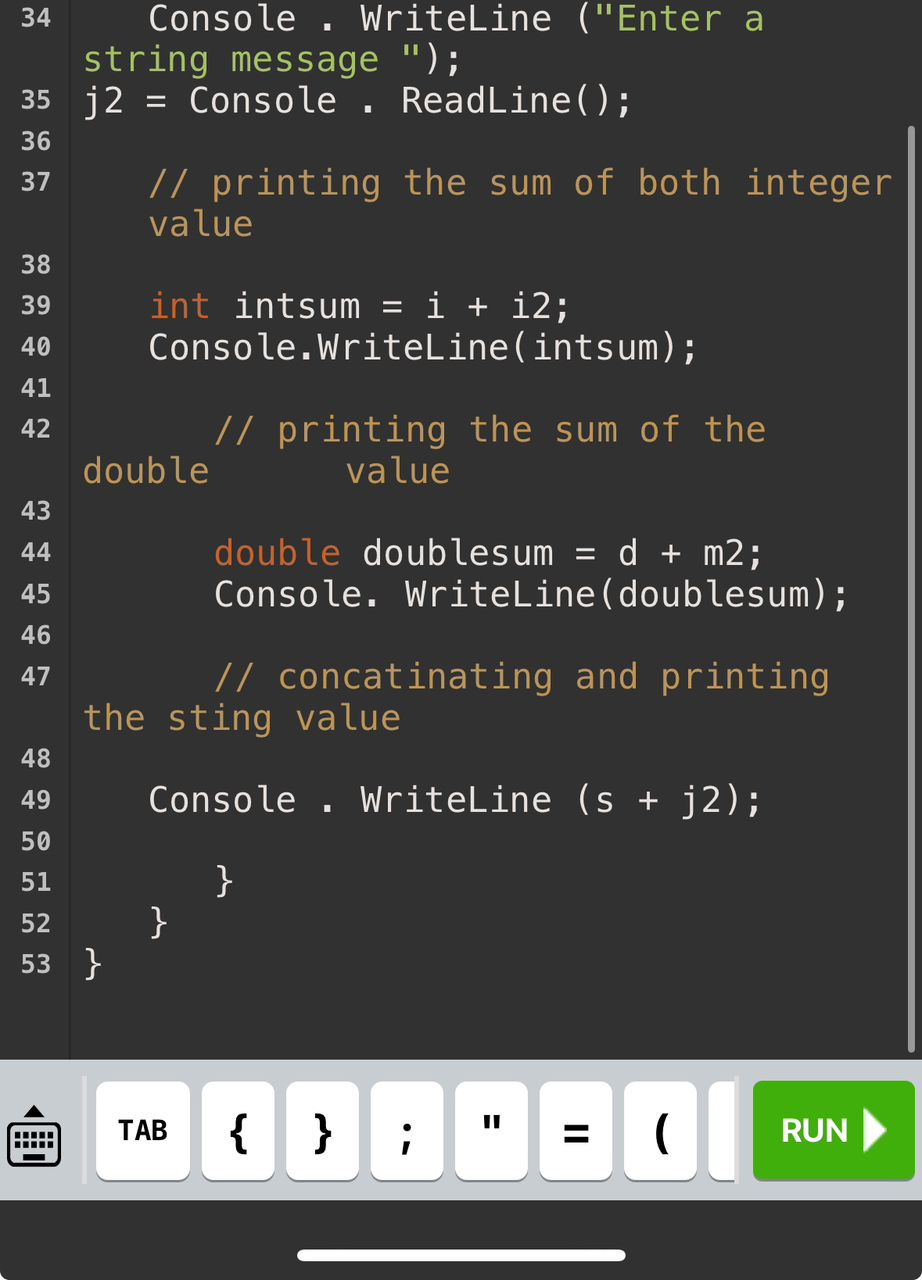 34 Console . WriteLine ("Enter a
string message ");
35 j2 = Console . ReadLine();
36
37 // printing the sum of both integer
value
38
39 int intsum = i + i2;
40 Console.WriteLine(intsum);
41
42 // printing the sum of the
double value
43
44 double doublesum = d + m2;
45 Console. WriteLine(doublesum);
46
47 // concatinating and printing
the sting value
48
49 Console . WriteLine (s + j2);
50
51 }
52 }
53 }
TAB { } ; " = ( RUN